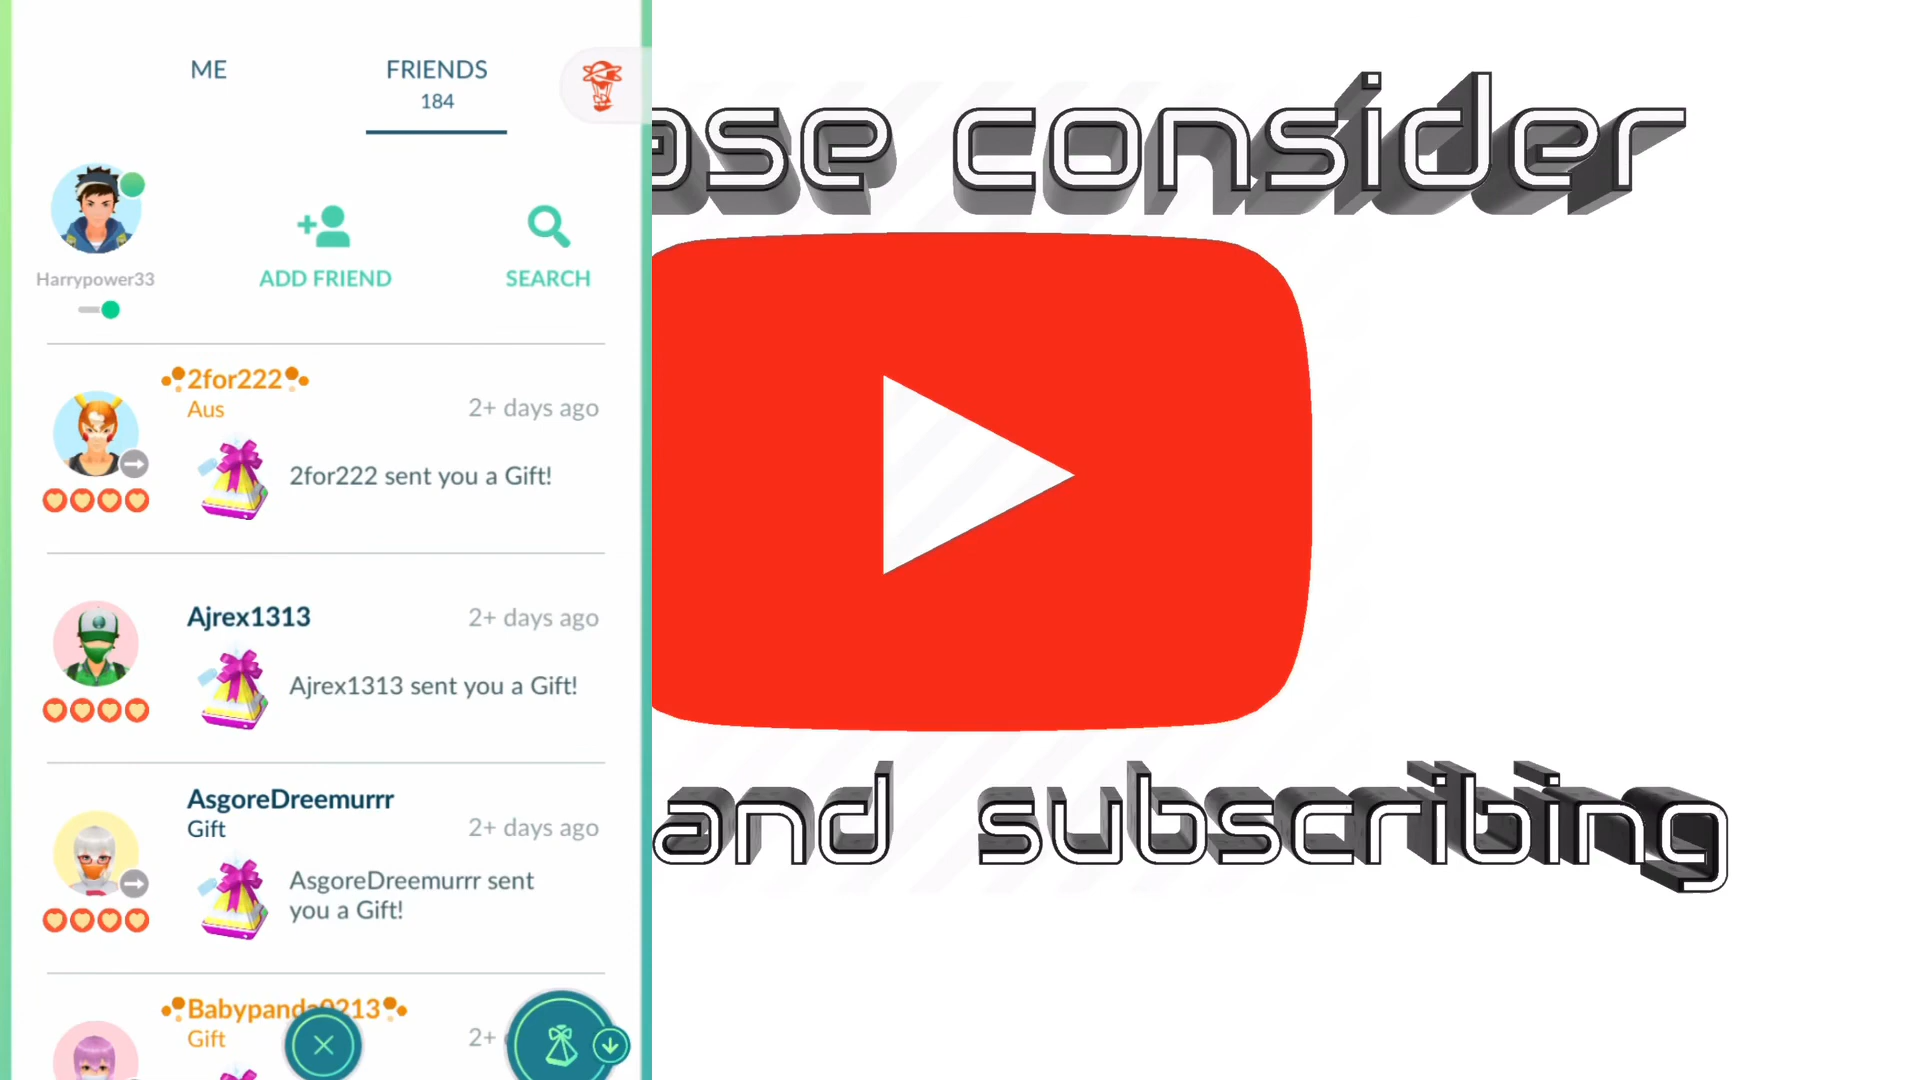 ME
FRIENDS
184
Harrypower33
ADD FRIEND
SEARCH
2for222
Aus
2+ days ago
2for222 sent you a Gift!
Ajrex1313
2+ days ago
Ajrex1313 sent you a Gift!
AsgoreDreemurrr
Gift
2+ days ago
AsgoreDreemurrr sent
you a Gift!
Babypanda0213
Gift
2+
ase consider
and subscribing